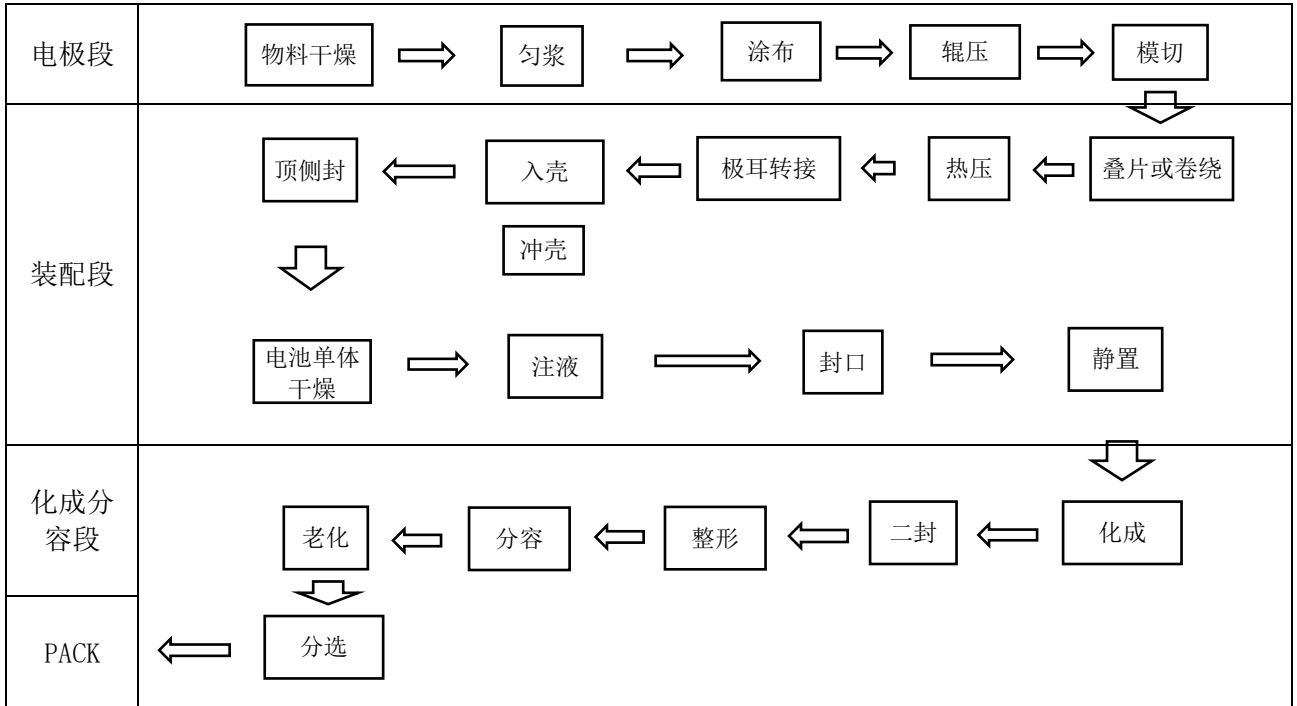 电极段
物料干燥
匀浆
涂布
辊压
模切
装配段
顶侧封
入壳
极耳转接
热压
叠片或卷绕
冲壳
电池单体
干燥
注液
封口
静置
化成分
容段
老化
分容
整形
二封
化成
PACK
分选